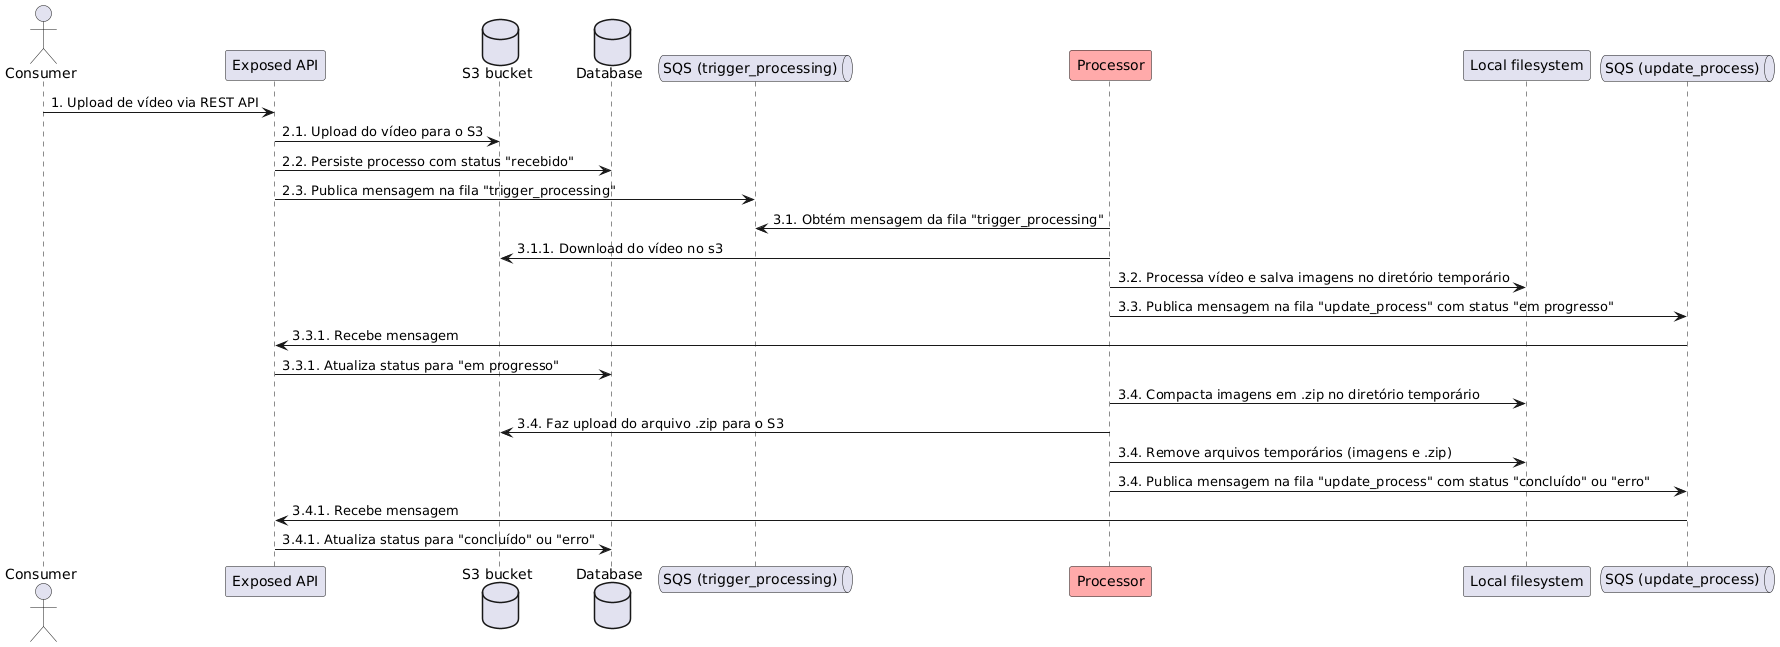 Consumer
Exposed API
S3 bucket
Database
SQS (trigger_processing)
Processor
Local filesystem
SQS (update_process)
1. Upload de vídeo via REST API
2.1. Upload do vídeo para o S3
2.2. Persiste processo com status "recebido"
2.3. Publica mensagem na fila "trigger_processing"
3.1. Obtém mensagem da fila "trigger_processing"
3.1.1. Download do vídeo no s3
3.2. Processa vídeo e salva imagens no diretório temporário
3.3. Publica mensagem na fila "update_process" com status "em progresso"
3.3.1. Recebe mensagem
3.3.1. Atualiza status para "em progresso"
3.4. Compacta imagens em .zip no diretório temporário
3.4. Faz upload do arquivo .zip para o S3
3.4. Remove arquivos temporários (imagens e .zip)
3.4. Publica mensagem na fila "update_process" com status "concluído" ou "erro"
3.4.1. Recebe mensagem
3.4.1. Atualiza status para "concluído" ou "erro"
Consumer
Exposed API
S3 bucket
Database
SQS (trigger_processing)
Processor
Local filesystem
SQS (update_process)